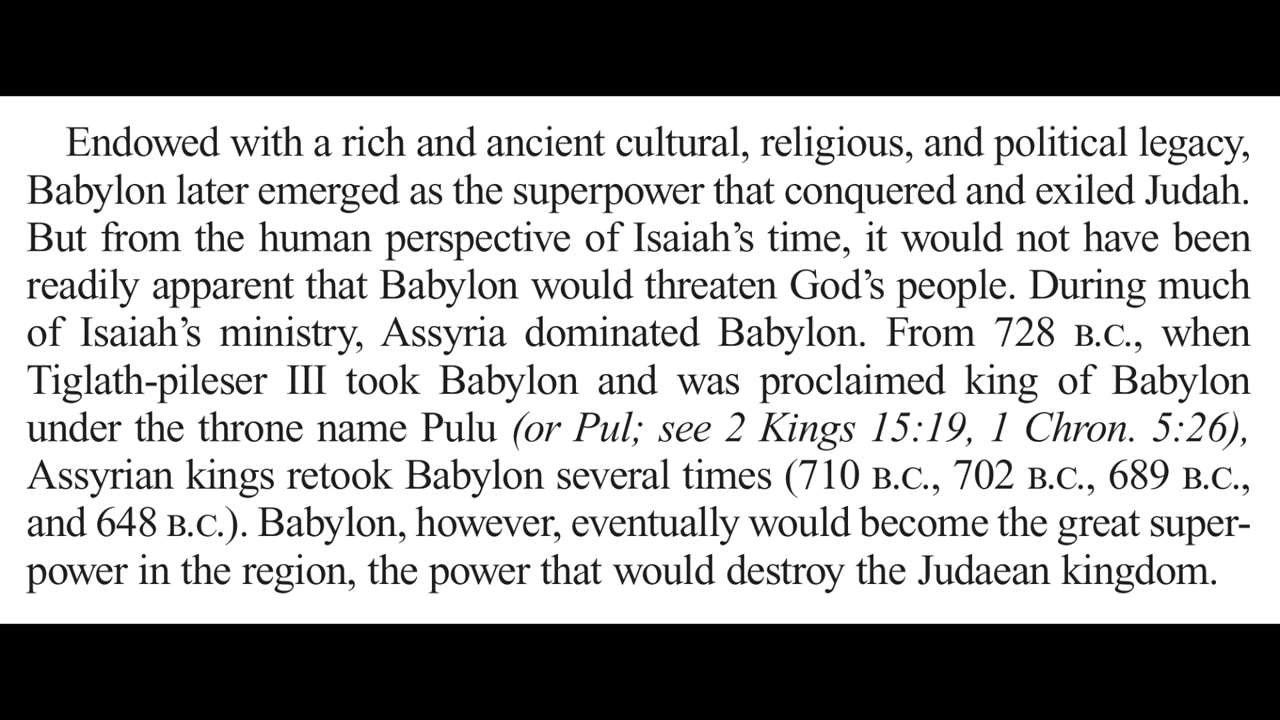 Endowed with a rich and ancient cultural, religious, and political legacy,
Babylon later emerged as the superpower that conquered and exiled Judah.
But from the human perspective of Isaiah’s time, it would not have been
readily apparent that Babylon would threaten God’s people. During much
of Isaiah’s ministry, Assyria dominated Babylon. From 728 B.C., when
Tiglath-pileser III took Babylon and was proclaimed king of Babylon
under the throne name Pulu (or Pul; see 2 Kings 15:19, 1 Chron. 5:26),
Assyrian kings retook Babylon several times (710 B.C., 702 B.C., 689 B.C.,
and 648 B.C.). Babylon, however, eventually would become the great super-
power in the region, the power that would destroy the Judaean kingdom.